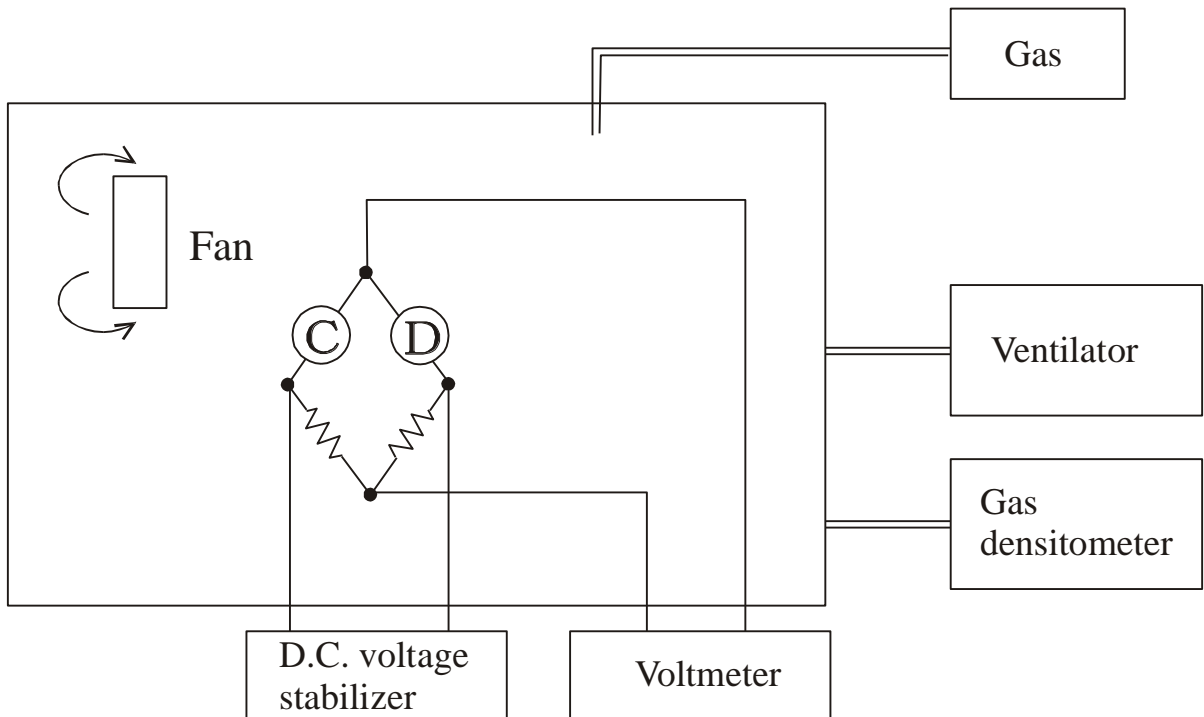 Gas
Fan
C
D
Ventilator
Gas
densitometer
D.C. voltage
stabilizer
Voltmeter